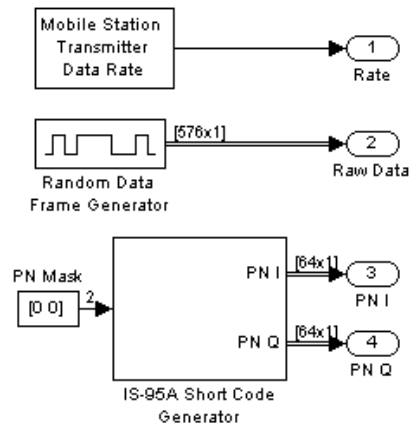 Mobile Station
Transmitter
Data Rate
1
Rate
[576x1]
2
Raw Data
Random Data
Frame Generator
PN Mask
[0 0]
2
PN I
[64x1]
3
PN I
PN Q
[64x1]
4
PN Q
IS-95A Short Code
Generator